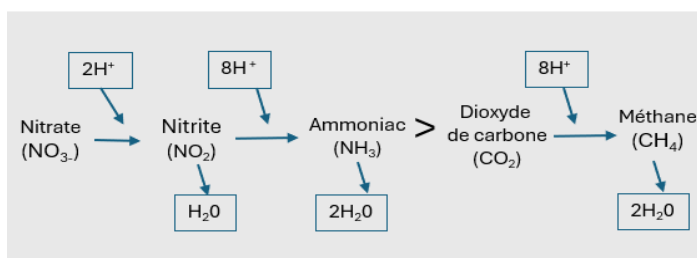 2H⁺
8H⁺
8H⁺
Nitrate
(NO₃₋)
Nitrite
(NO₂)
Ammoniac
(NH₃)
>
Dioxyde
de carbone
(CO₂)
Méthane
(CH₄)
H₂0
2H₂0
2H₂0